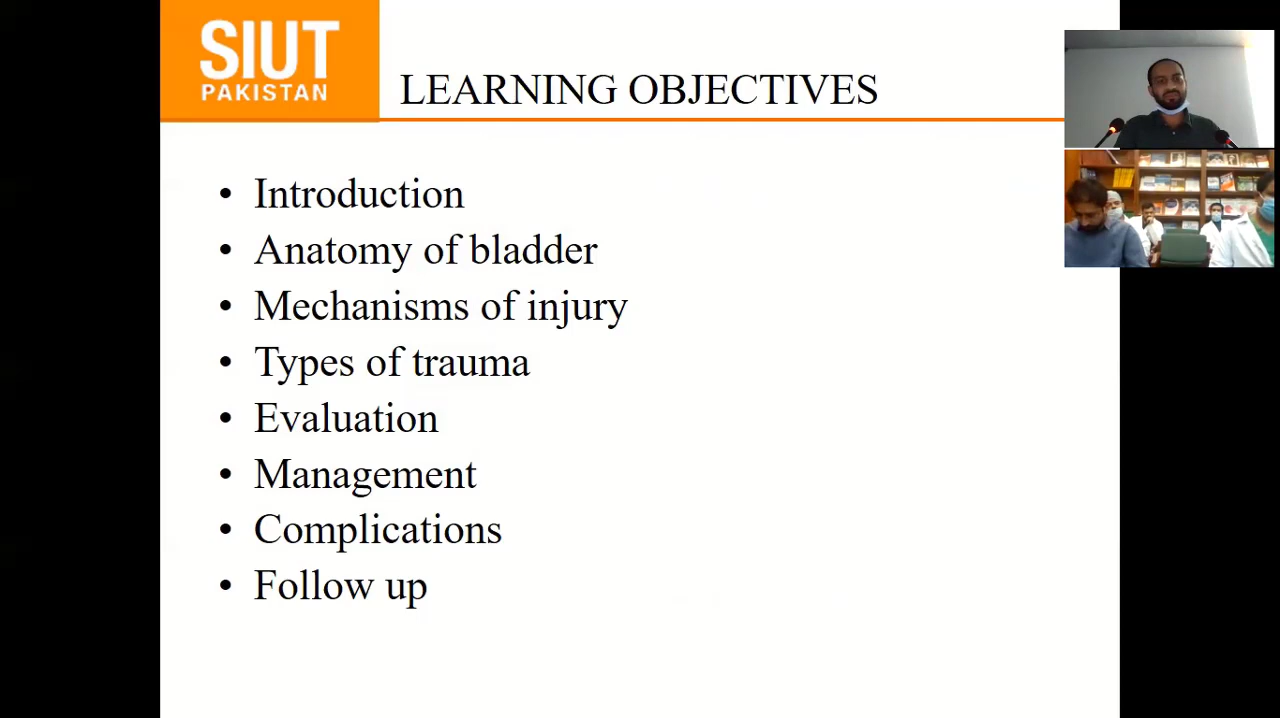 SIUT
PAKISTAN
LEARNING OBJECTIVES
• Introduction
• Anatomy of bladder
• Mechanisms of injury
• Types of trauma
• Evaluation
• Management
• Complications
• Follow up